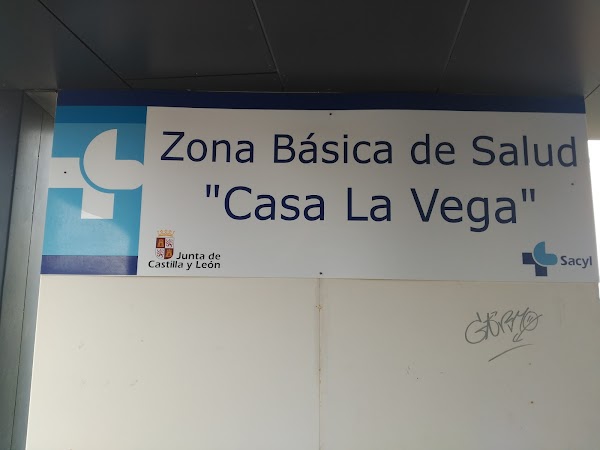 Zona Básica de Salud
"Casa La Vega"
Junta de
Castilla y León
Sacyl